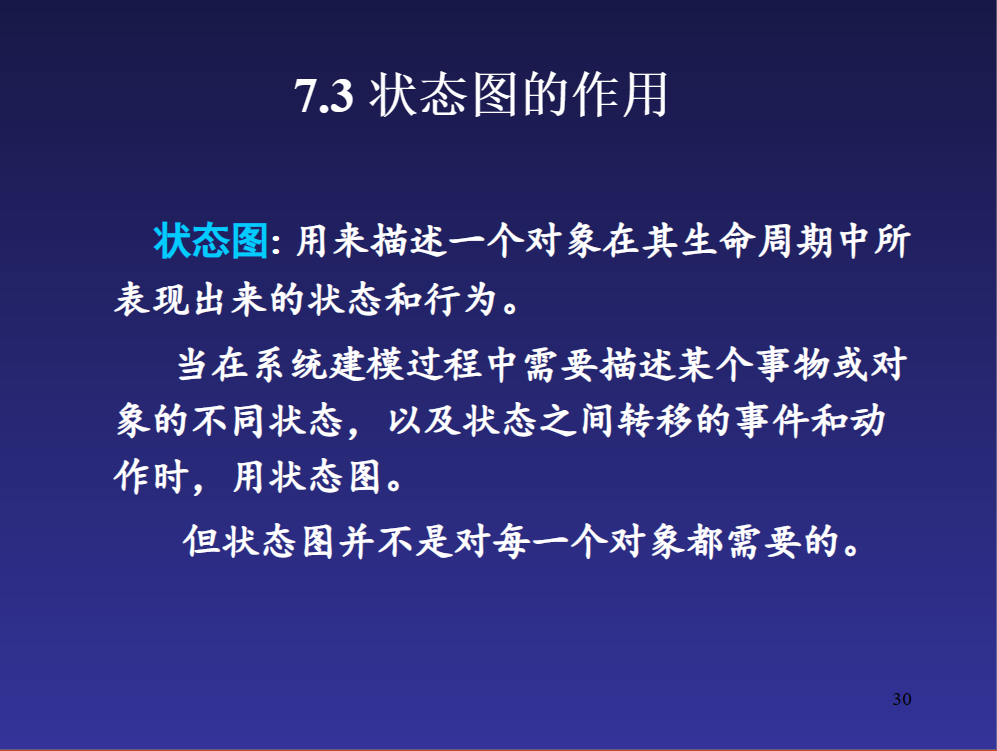 7.3 状态图的作用
状态图: 用来描述一个对象在其生命周期中所
表现出来的状态和行为。
当在系统建模过程中需要描述某个事物或对
象的不同状态，以及状态之间转移的事件和动
作时，用状态图。
但状态图并不是对每一个对象都需要的。
30